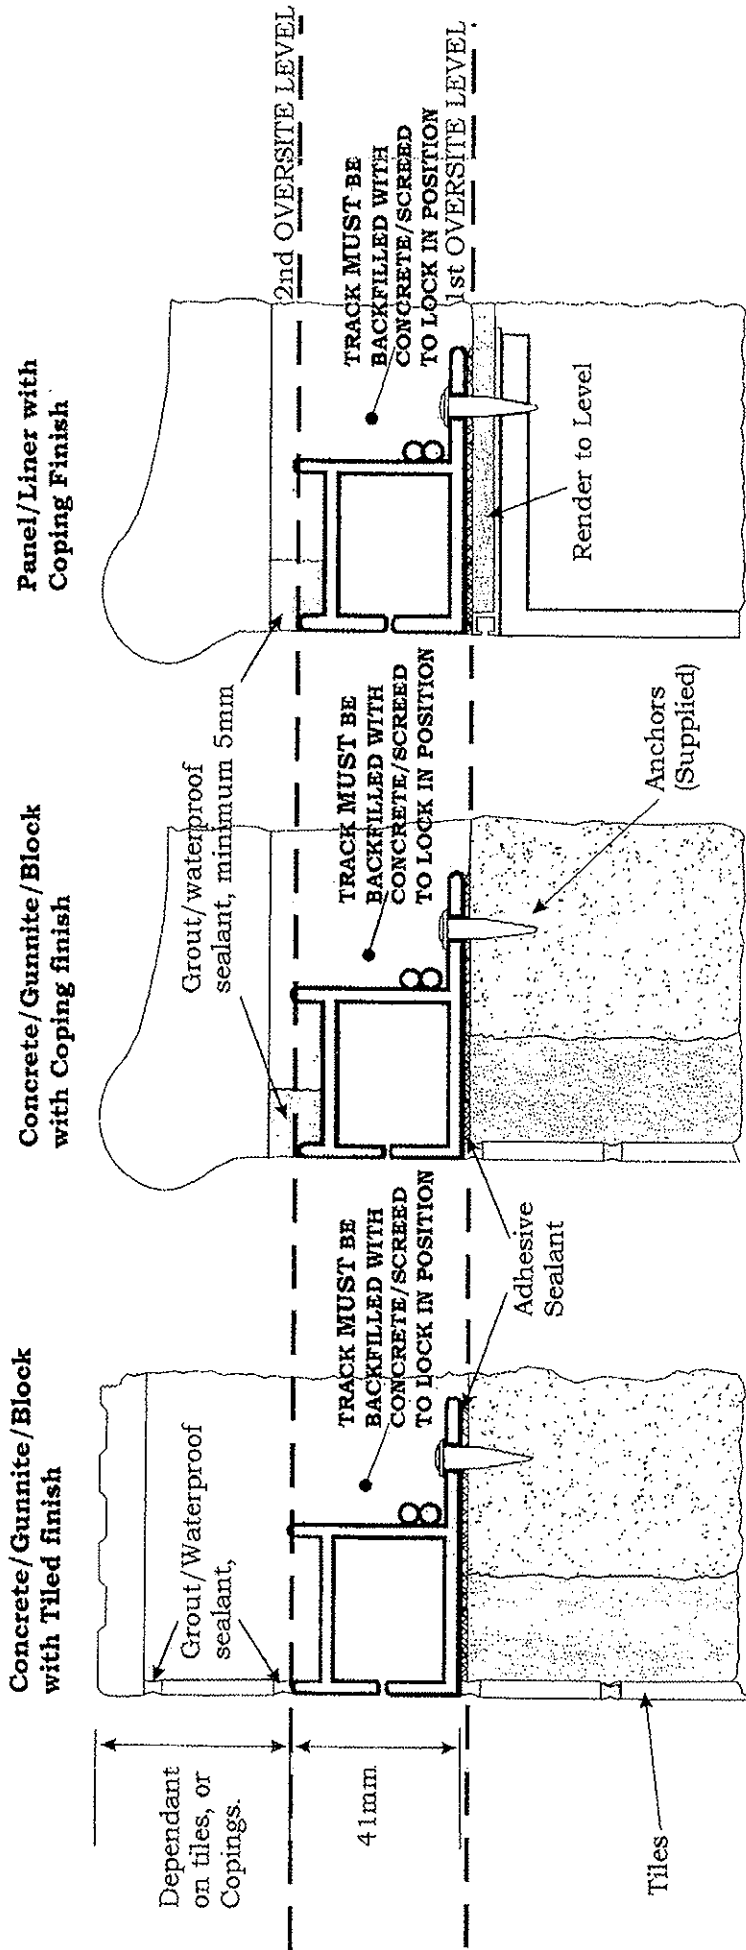 Concrete/Gunnite/Block
with Tiled finish
Concrete/Gunnite/Block
with Coping finish
Panel/Liner with
Coping Finish
Dependant
on tiles, or
Copings.
41mm
Tiles
Grout/Waterproof
sealant,
TRACK MUST BE
BACKFILLED WITH
CONCRETE/SCREED
TO LOCK IN POSITION
Adhesive
Sealant
Grout/waterproof
sealant, minimum 5mm
TRACK MUST BE
BACKFILLED WITH
CONCRETE/SCREED
TO LOCK IN POSITION
Anchors
(Supplied)
Render to Level
TRACK MUST BE
BACKFILLED WITH
CONCRETE/SCREED
TO LOCK IN POSITION
2nd OVERSITE LEVEL
1st OVERSITE LEVEL